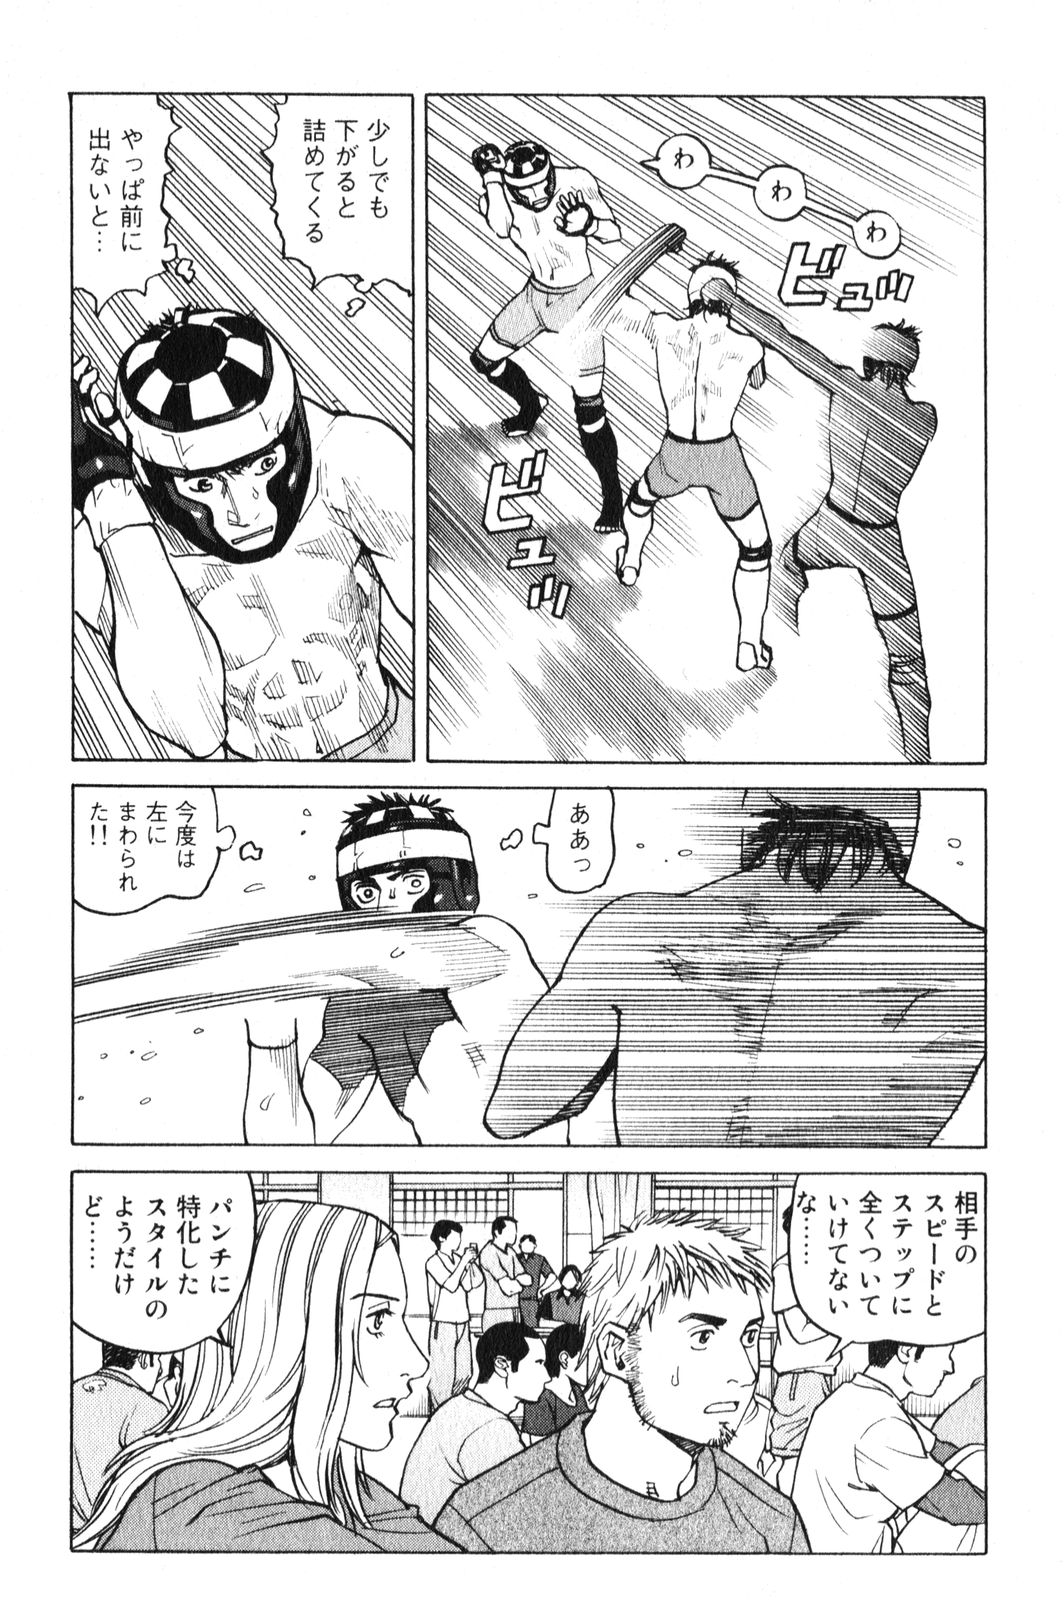 わ
わ
わ
ビュッ
ビュッ
少しでも
下がると
詰めてくる
やっぱ前に
出ないと…
ああっ
今度は
左に
まわられ
た!!
相手の
スピードと
ステップに
全くついて
いけてない
な……
パンチに
特化した
スタイルの
ようだけ
ど……